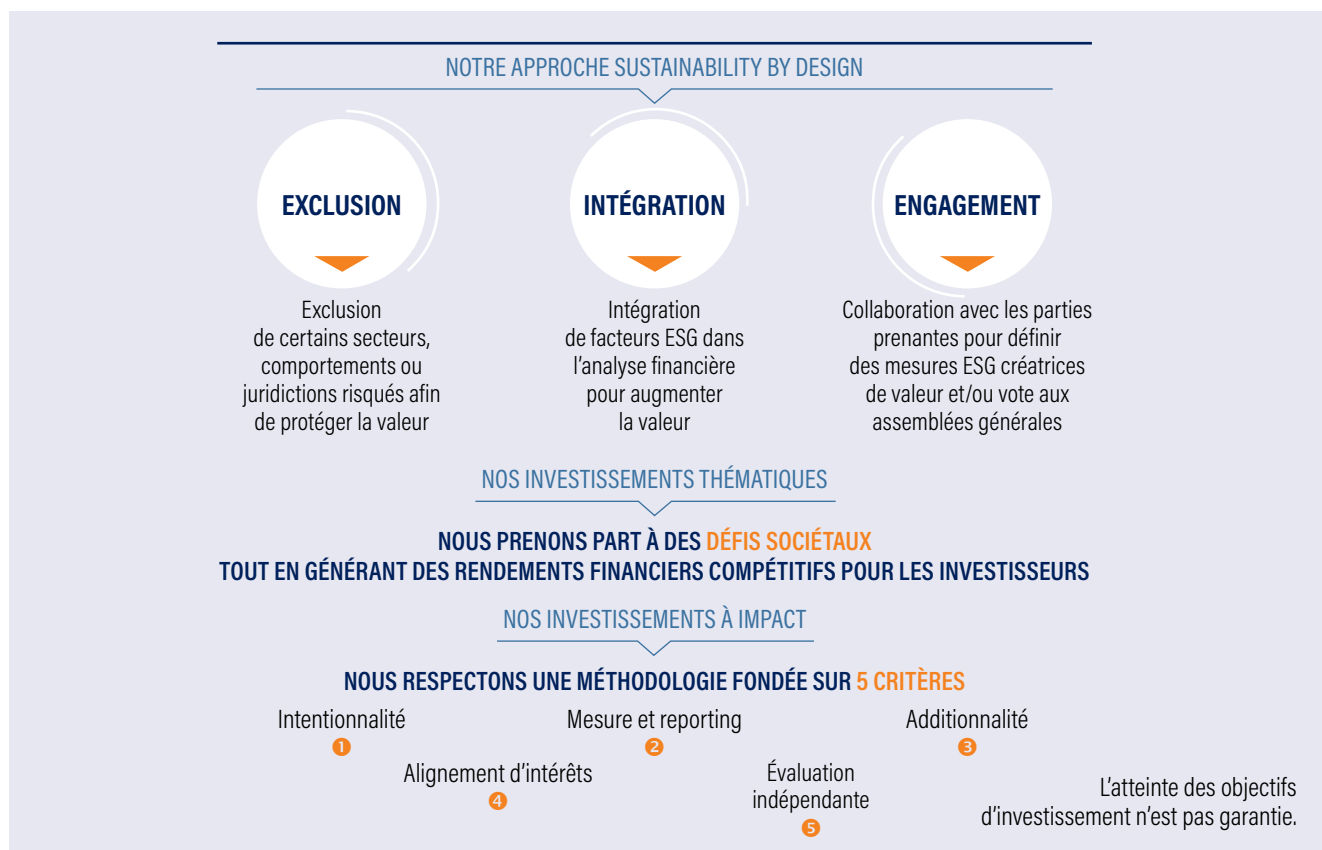 NOTRE APPROCHE SUSTAINABILITY BY DESIGN
EXCLUSION
Exclusion
de certains secteurs,
comportements ou
juridictions risqués afin
de protéger la valeur
INTÉGRATION
Intégration
de facteurs ESG dans
l'analyse financière
pour augmenter
la valeur
ENGAGEMENT
Collaboration avec les parties
prenantes pour définir
des mesures ESG créatrices
de valeur et/ou vote aux
assemblées générales
NOS INVESTISSEMENTS THÉMATIQUES
NOUS PRENONS PART À DES DÉFIS SOCIÉTAUX
TOUT EN GÉNÉRANT DES RENDEMENTS FINANCIERS COMPÉTITIFS POUR LES INVESTISSEURS
NOS INVESTISSEMENTS À IMPACT
NOUS RESPECTONS UNE MÉTHODOLOGIE FONDÉE SUR 5 CRITÈRES
Intentionnalité
1
Mesure et reporting
2
Additionnalité
3
Alignement d'intérêts
4
Évaluation
indépendante
5
L'atteinte des objectifs
d'investissement n'est pas garantie.